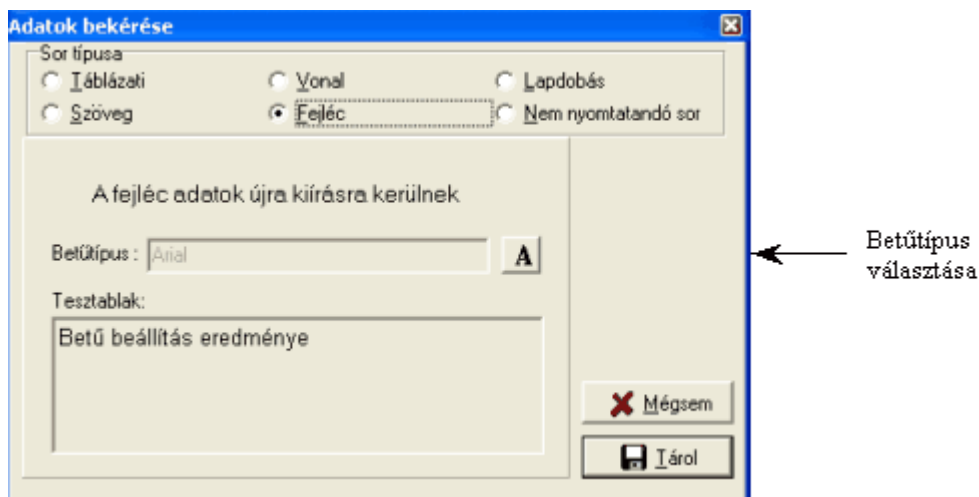 Adatok bekérése
Sor típusa
Táblázati
Vonal
Lapdobás
Szöveg
Fejléc
Nem nyomtatandó sor
A fejléc adatok újra kiírásra kerülnek
Betűtípus :
Arial
A
Betűtípus
választása
Tesztablak:
Betű beállítás eredménye
Mégsem
Tárol